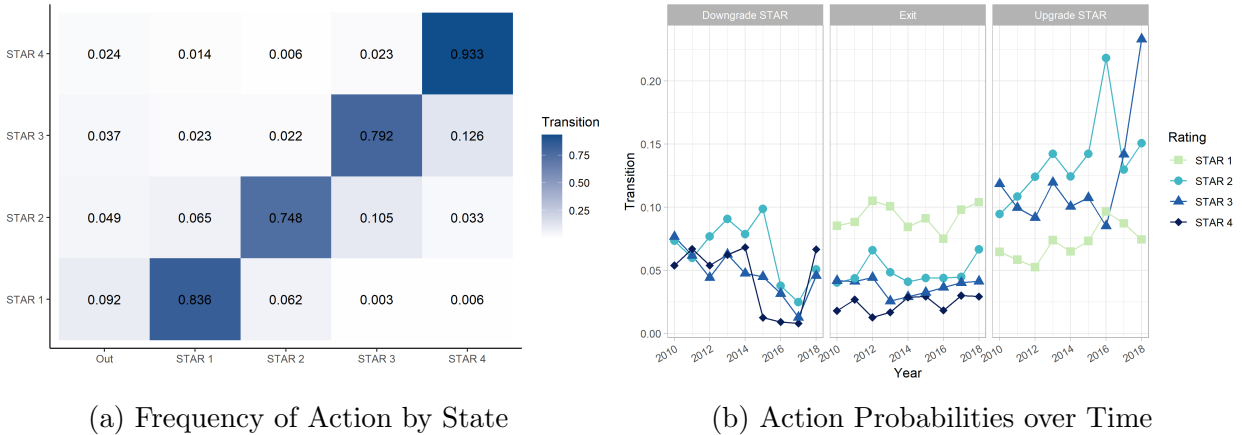 STAR 4 0.024 0.014 0.006 0.023 0.933
STAR 3 0.037 0.023 0.022 0.792 0.126
STAR 2 0.049 0.065 0.748 0.105 0.033
STAR 1 0.092 0.836 0.062 0.003 0.006
Out STAR 1 STAR 2 STAR 3 STAR 4
Transition
0.75
0.50
0.25
(a) Frequency of Action by State
Downgrade STAR Exit Upgrade STAR
Transition
0.20
0.15
0.10
0.05
0.00
2010 2012 2014 2016 2018 2010 2012 2014 2016 2018 2010 2012 2014 2016 2018
Year
Rating
STAR 1
STAR 2
STAR 3
STAR 4
(b) Action Probabilities over Time